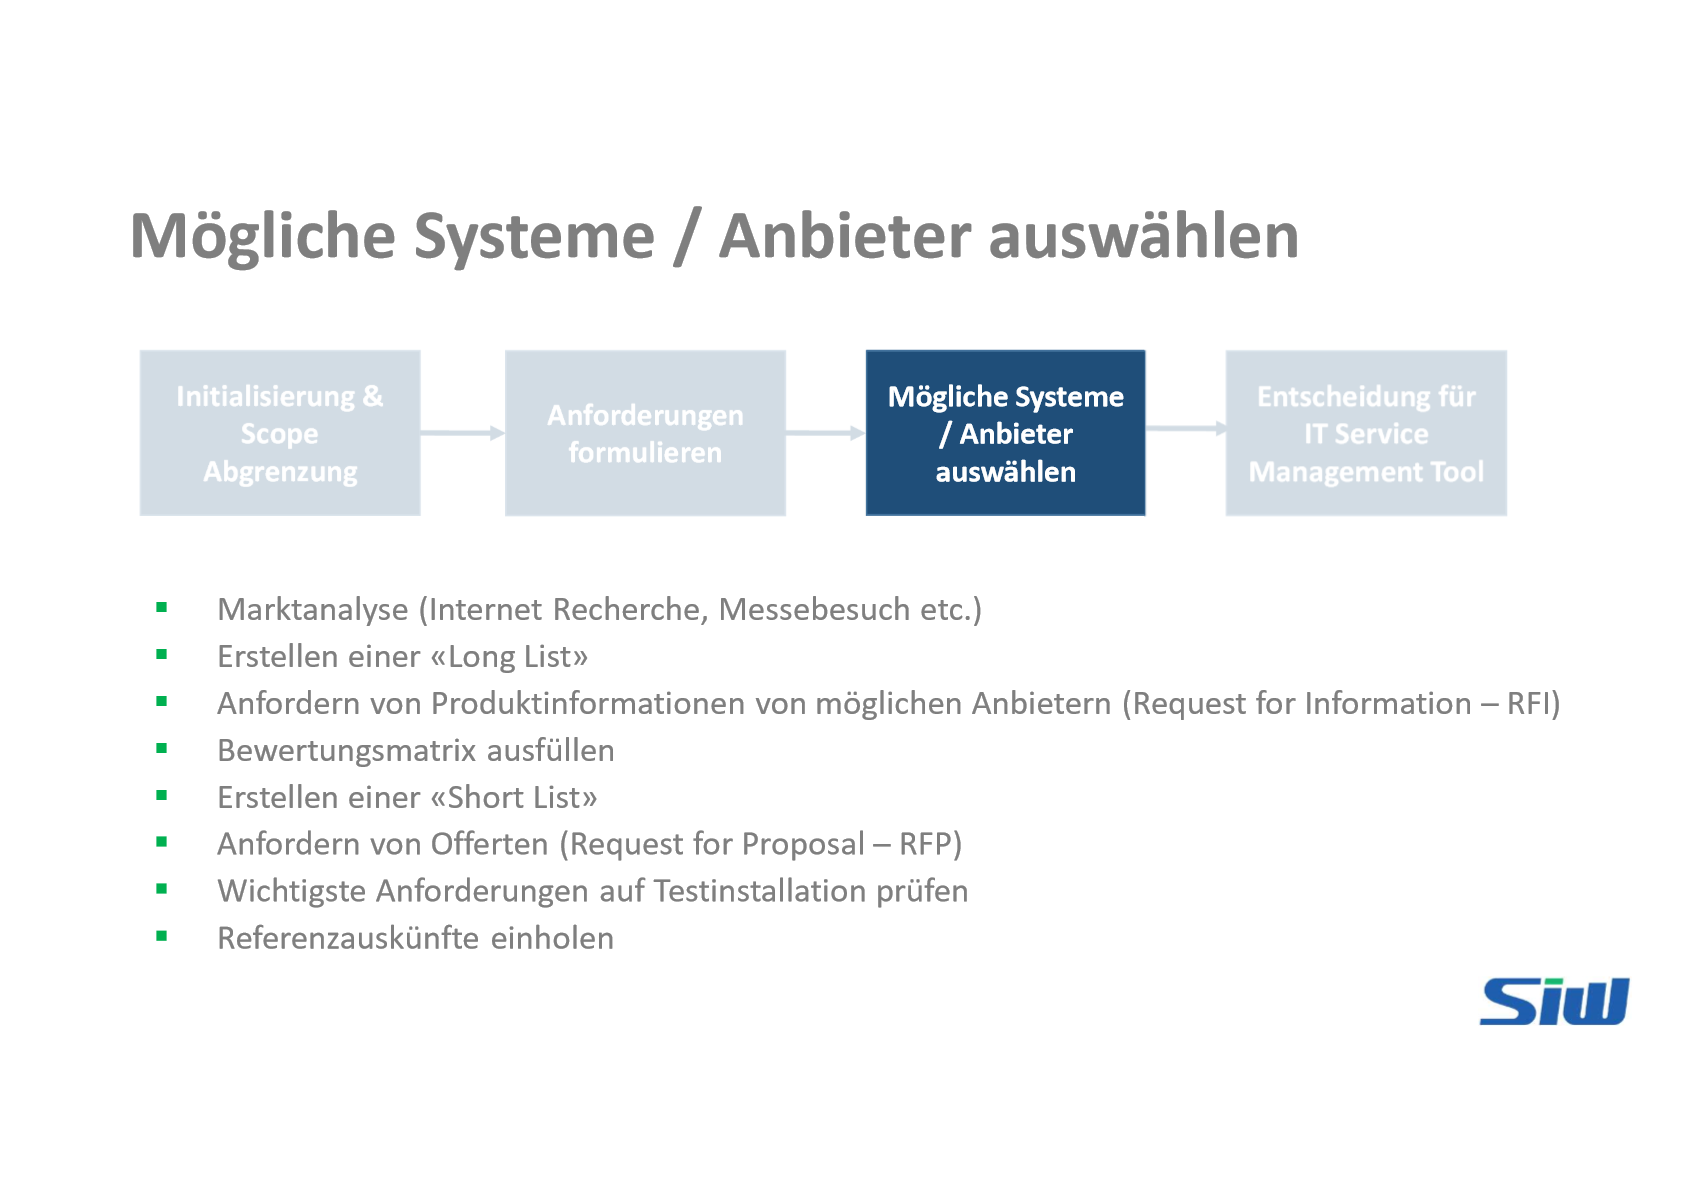 Mögliche Systeme / Anbieter auswählen
Initialisierung &
Scope
Abgrenzung
Anforderungen
formulieren
Mögliche Systeme
/ Anbieter
auswählen
Entscheidung für
IT Service
Management Tool
Marktanalyse (Internet Recherche, Messebesuch etc.)
Erstellen einer «Long List»
Anfordern von Produktinformationen von möglichen Anbietern (Request for Information – RFI)
Bewertungsmatrix ausfüllen
Erstellen einer «Short List»
Anfordern von Offerten (Request for Proposal – RFP)
Wichtigste Anforderungen auf Testinstallation prüfen
Referenzauskünfte einholen
Siw